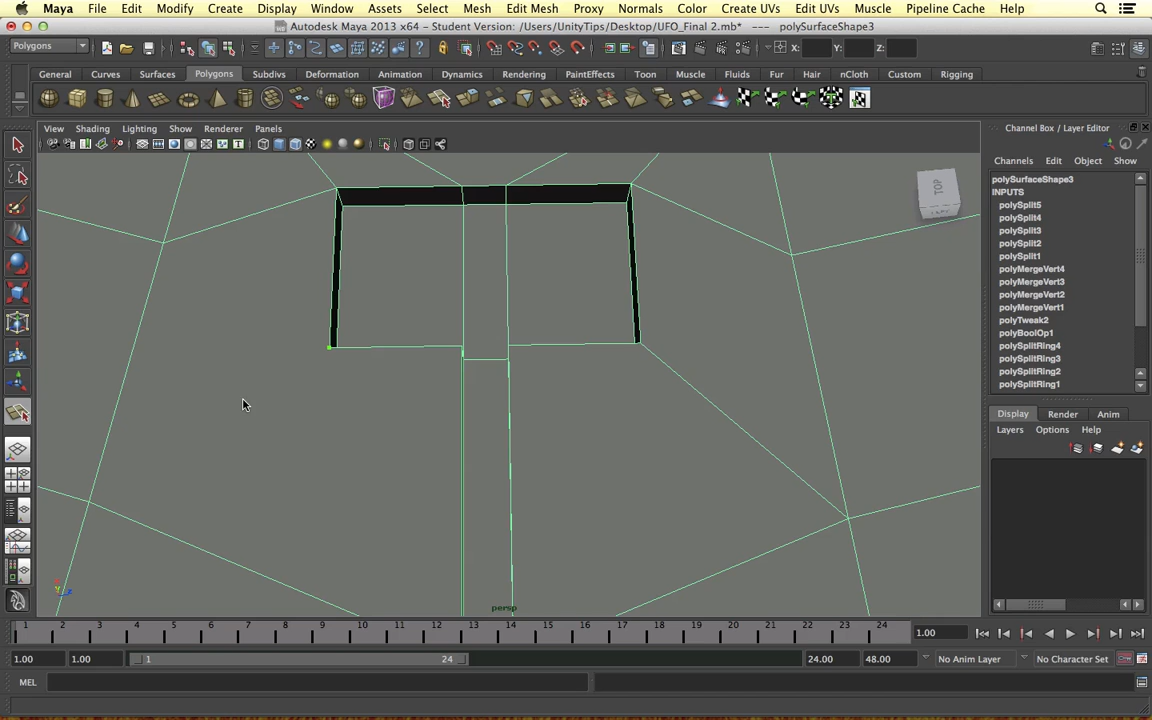 Maya File Edit Modify Create Display Window Assets Select Mesh Edit Mesh Proxy Normals Color Create UVs Edit UVs Muscle Pipeline Cache Help
Autodesk Maya 2013 x64 - Student Version: /Users/UnityTips/Desktop/UFO_Final 2.mb* --- polySurfaceShape3
Polygons X: Y: Z:
General Curves Surfaces Polygons Subdivs Deformation Animation Dynamics Rendering PaintEffects Toon Muscle Fluids Fur Hair nCloth Custom Rigging
View Shading Lighting Show Renderer Panels
Channel Box / Layer Editor
Channels Edit Object Show
polySurfaceShape3
INPUTS
polySplit5
polySplit4
polySplit3
polySplit2
polySplit1
polyMergeVert4
polyMergeVert3
polyMergeVert2
polyMergeVert1
polyTweak2
polyBoolOp1
polySplitRing4
polySplitRing3
polySplitRing2
polySplitRing1
TOP
Display Render Anim
Layers Options Help
persp
1 2 3 4 5 6 7 8 9 10 11 12 13 14 15 16 17 18 19 20 21 22 23 24
1.00
1.00 1.00 1 24 24.00 48.00 No Anim Layer No Character Set
MEL